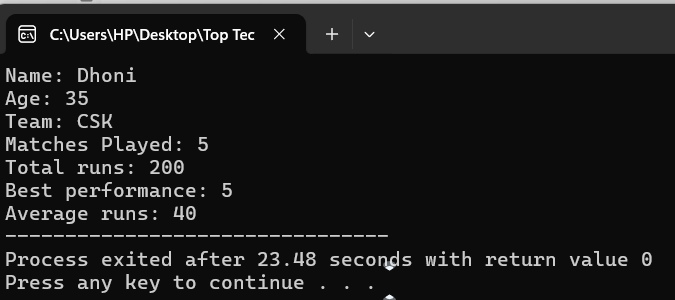 C:\Users\HP\Desktop\Top Tec
Name: Dhoni
Age: 35
Team: CSK
Matches Played: 5
Total runs: 200
Best performance: 5
Average runs: 40
--------------------------------
Process exited after 23.48 seconds with return value 0
Press any key to continue . . .